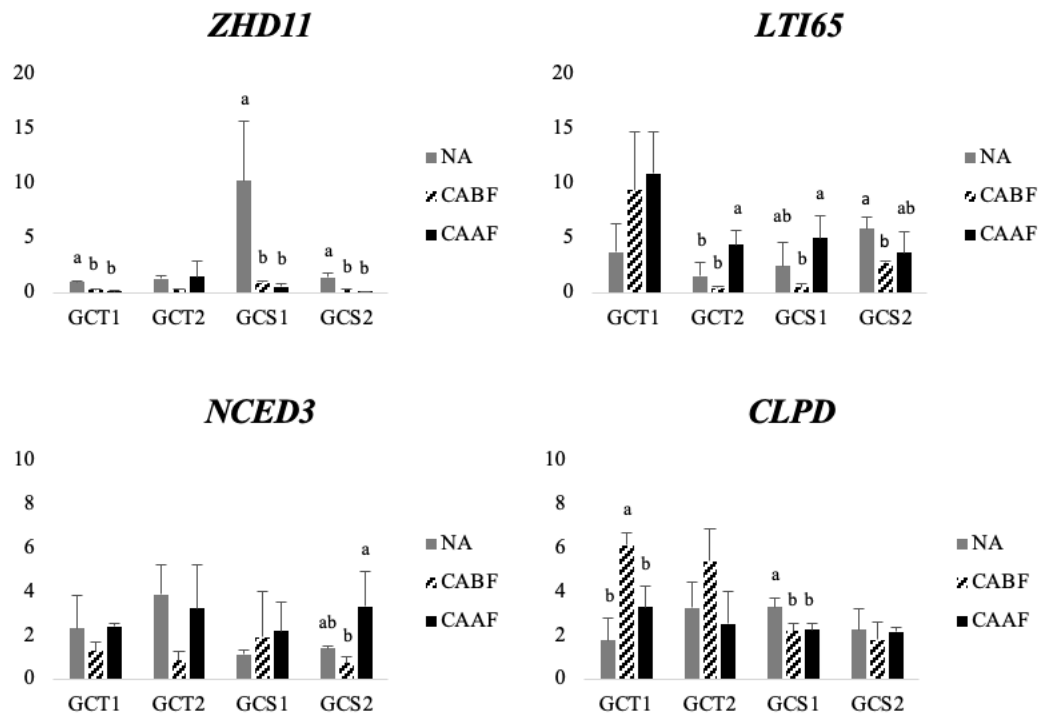 ZHD11
20
15
10
5
0
a b b
a
b b
a
b b
GCT1 GCT2 GCS1 GCS2
NA
CABF
CAAF
LTI65
20
15
10
5
0
b b a
ab b a
a b ab
GCT1 GCT2 GCS1 GCS2
NA
CABF
CAAF
NCED3
10
8
6
4
2
0
ab b a
GCT1 GCT2 GCS1 GCS2
NA
CABF
CAAF
CLPD
10
8
6
4
2
0
b a b
a b b
GCT1 GCT2 GCS1 GCS2
NA
CABF
CAAF